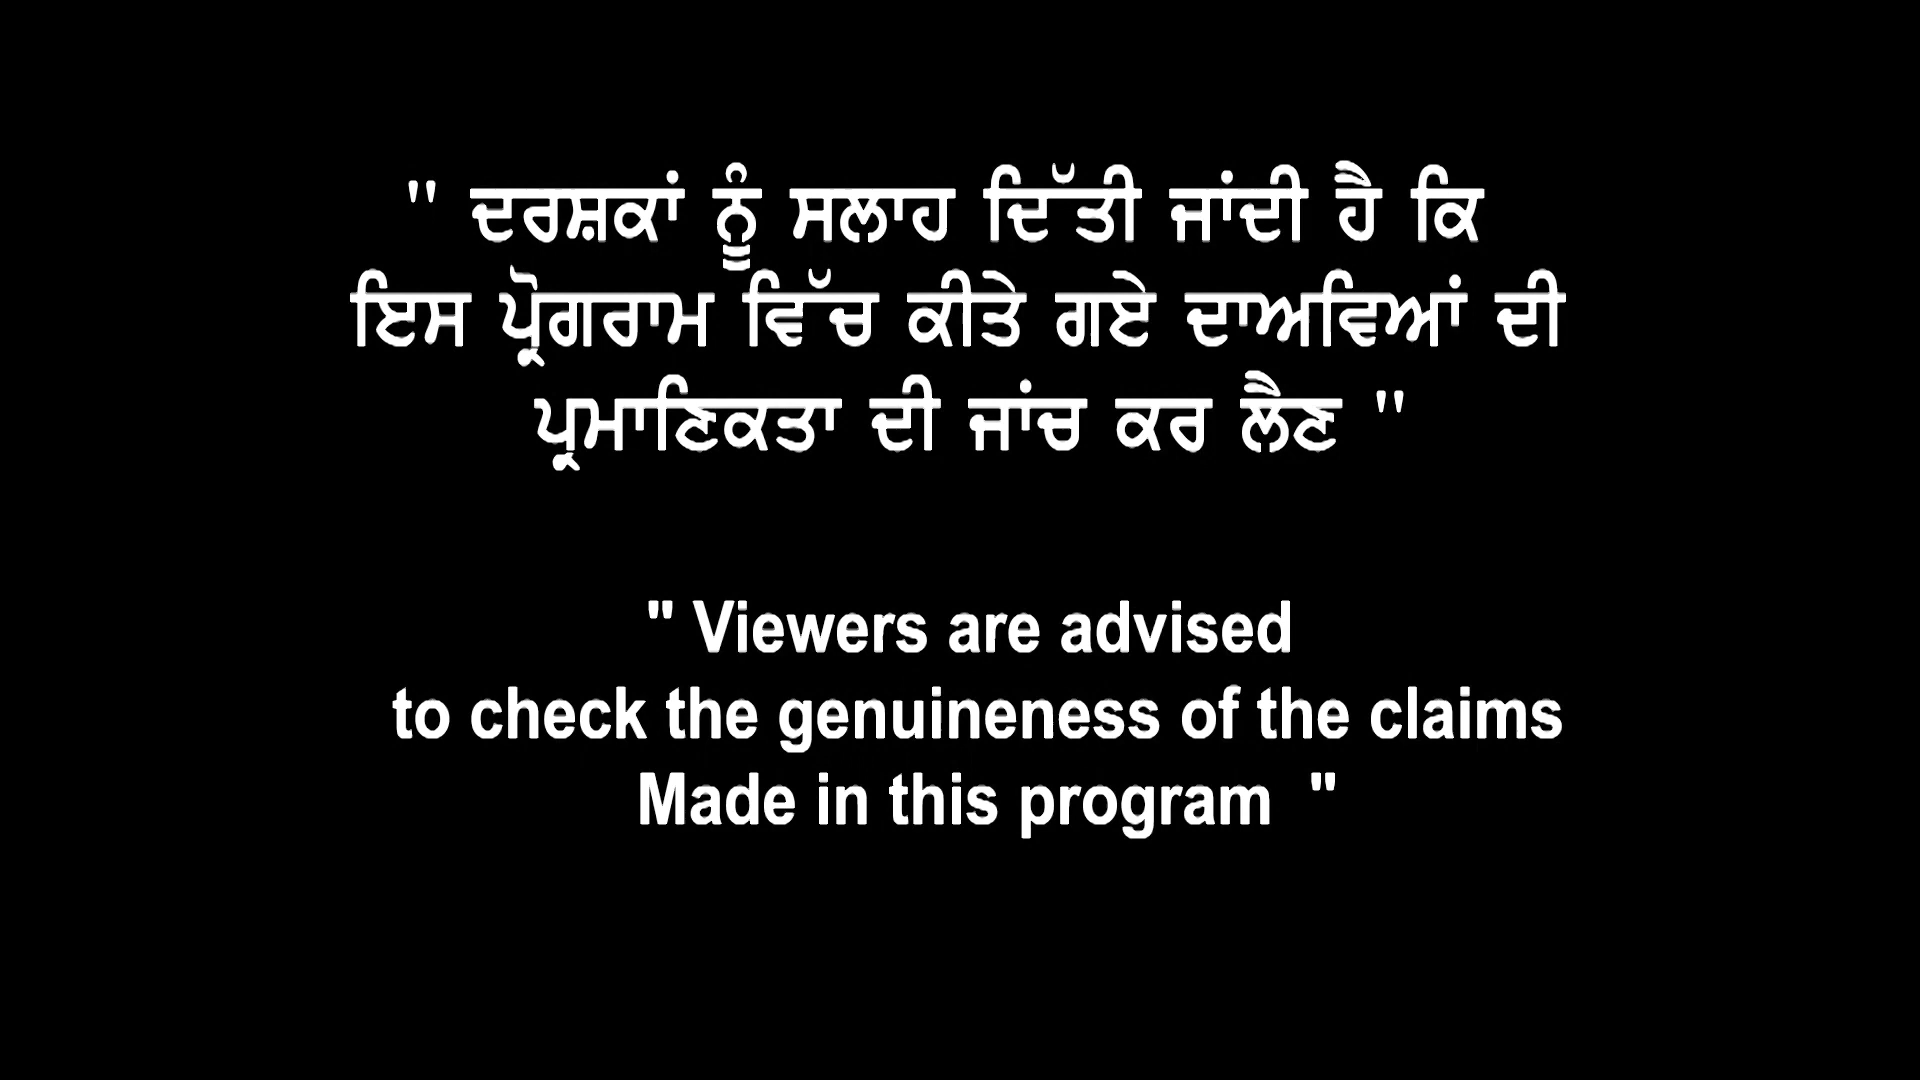 " ਦਰਸ਼ਕਾਂ ਨੂੰ ਸਲਾਹ ਦਿੱਤੀ ਜਾਂਦੀ ਹੈ ਕਿ
ਇਸ ਪ੍ਰੋਗਰਾਮ ਵਿੱਚ ਕੀਤੇ ਗਏ ਦਾਅਵਿਆਂ ਦੀ
ਪ੍ਰਮਾਣਿਕਤਾ ਦੀ ਜਾਂਚ ਕਰ ਲੈਣ "
" Viewers are advised
to check the genuineness of the claims
Made in this program "